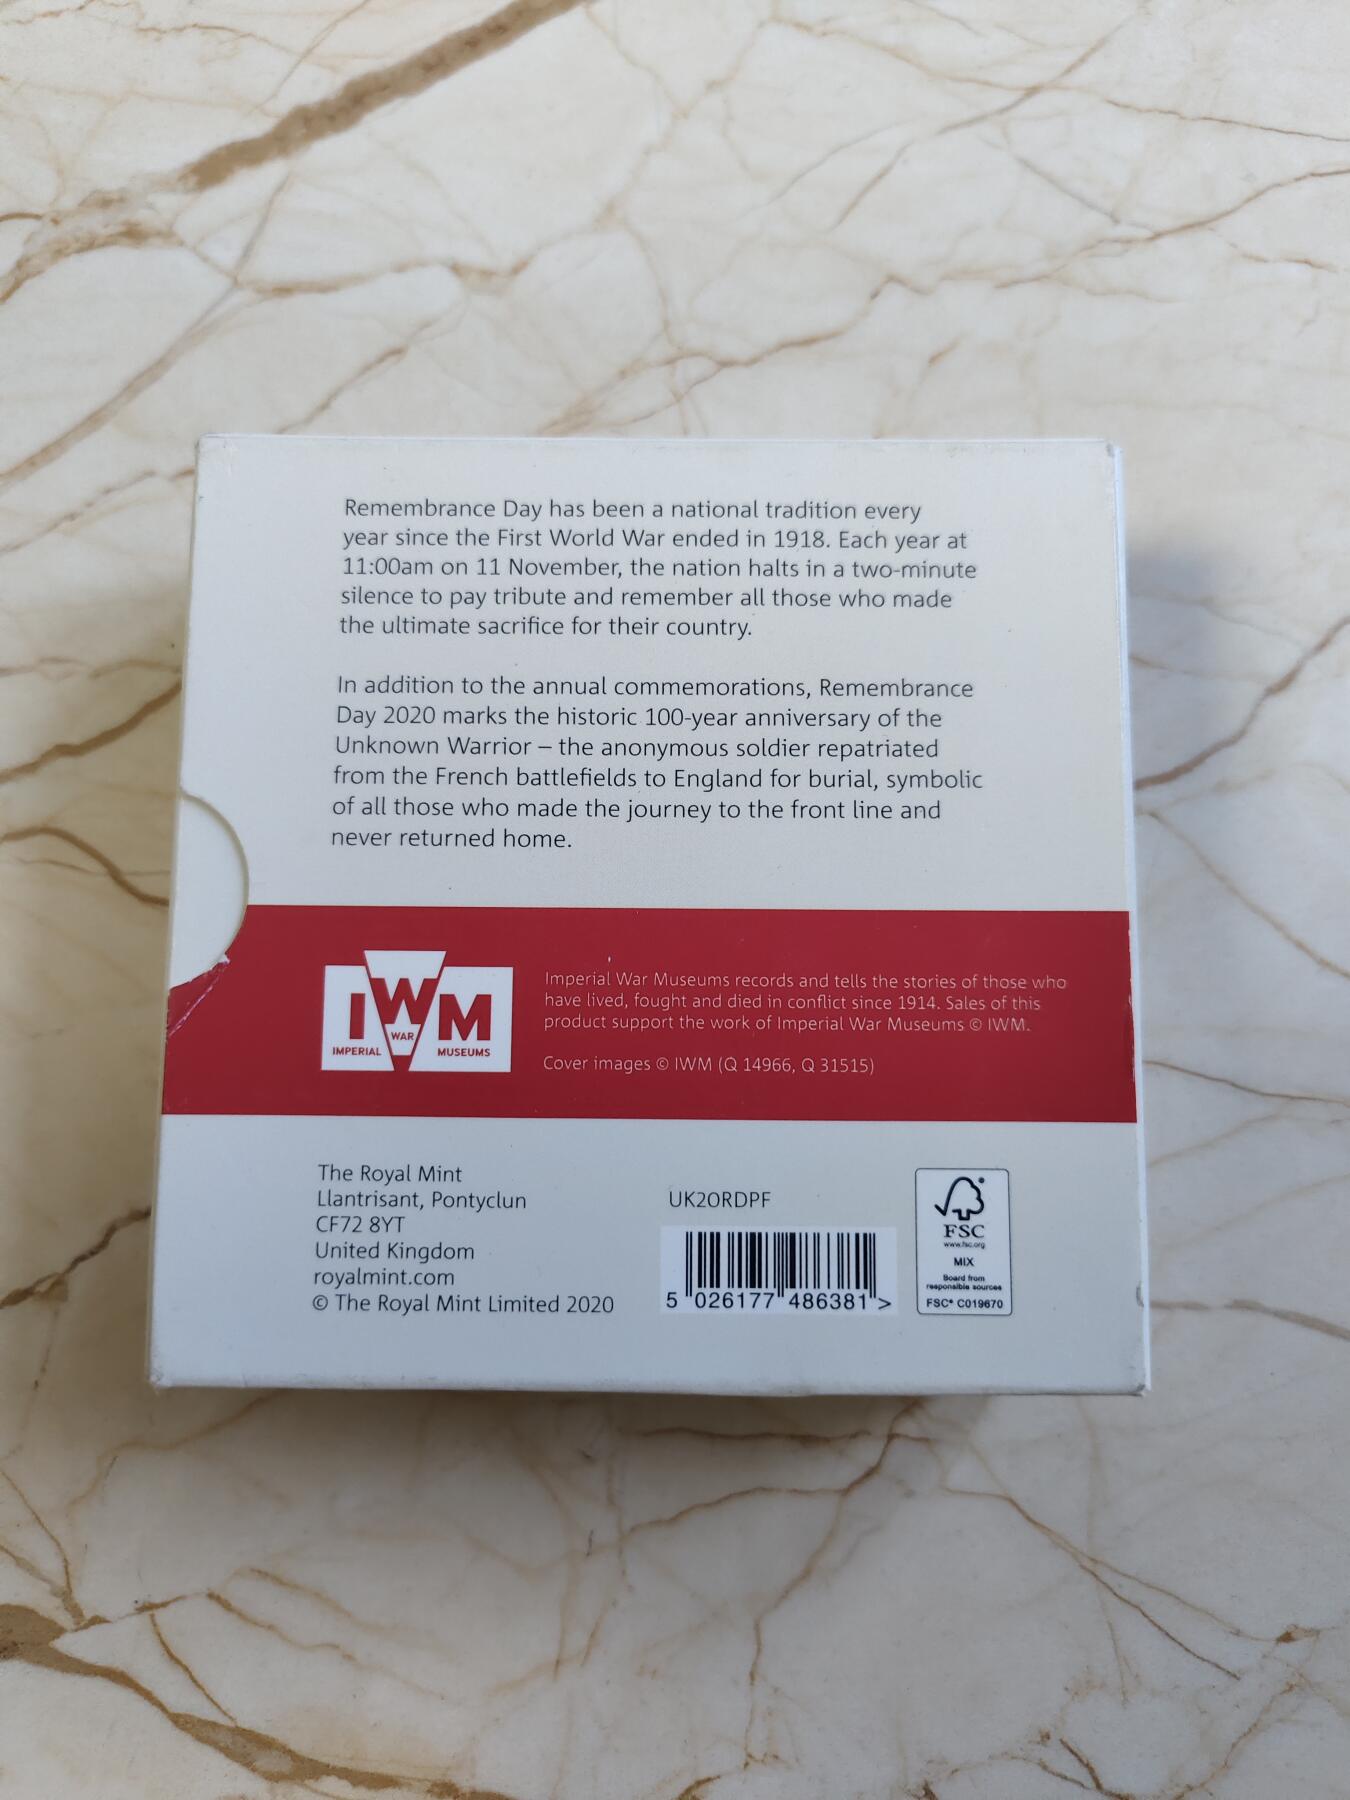 Remembrance Day has been a national tradition every
year since the First World War ended in 1918. Each year at
11:00am on 11 November, the nation halts in a two-minute
silence to pay tribute and remember all those who made
the ultimate sacrifice for their country.
In addition to the annual commemorations, Remembrance
Day 2020 marks the historic 100-year anniversary of the
Unknown Warrior – the anonymous soldier repatriated
from the French battlefields to England for burial, symbolic
of all those who made the journey to the front line and
never returned home.
IWM
IMPERIAL WAR MUSEUMS
Imperial War Museums records and tells the stories of those who
have lived, fought and died in conflict since 1914. Sales of this
product support the work of Imperial War Museums © IWM.
Cover images © IWM (Q 14966, Q 31515)
The Royal Mint
Llantrisant, Pontyclun
CF72 8YT
United Kingdom
royalmint.com
© The Royal Mint Limited 2020
UK20RDPF
5 026177 486381 >
FSC
www.fsc.org
MIX
Board from
responsible sources
FSC® C019670